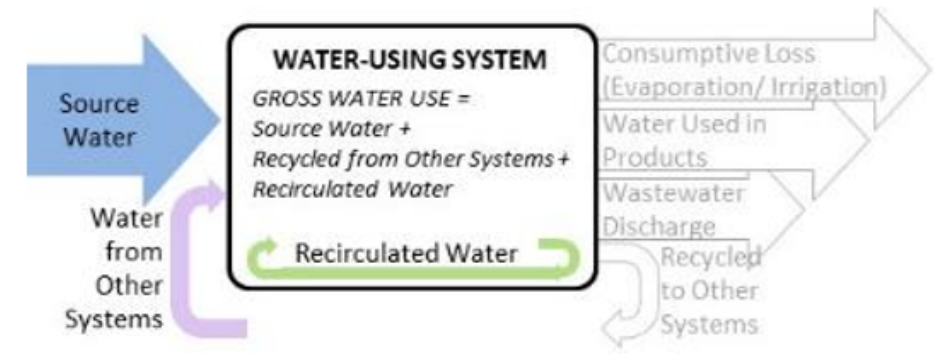 Source
Water
Water
from
Other
Systems
WATER-USING SYSTEM
GROSS WATER USE =
Source Water +
Recycled from Other Systems +
Recirculated Water
Recirculated Water
Consumptive Loss
(Evaporation/ Irrigation)
Water Used in
Products
Wastewater
Discharge
Recycled
to Other
Systems